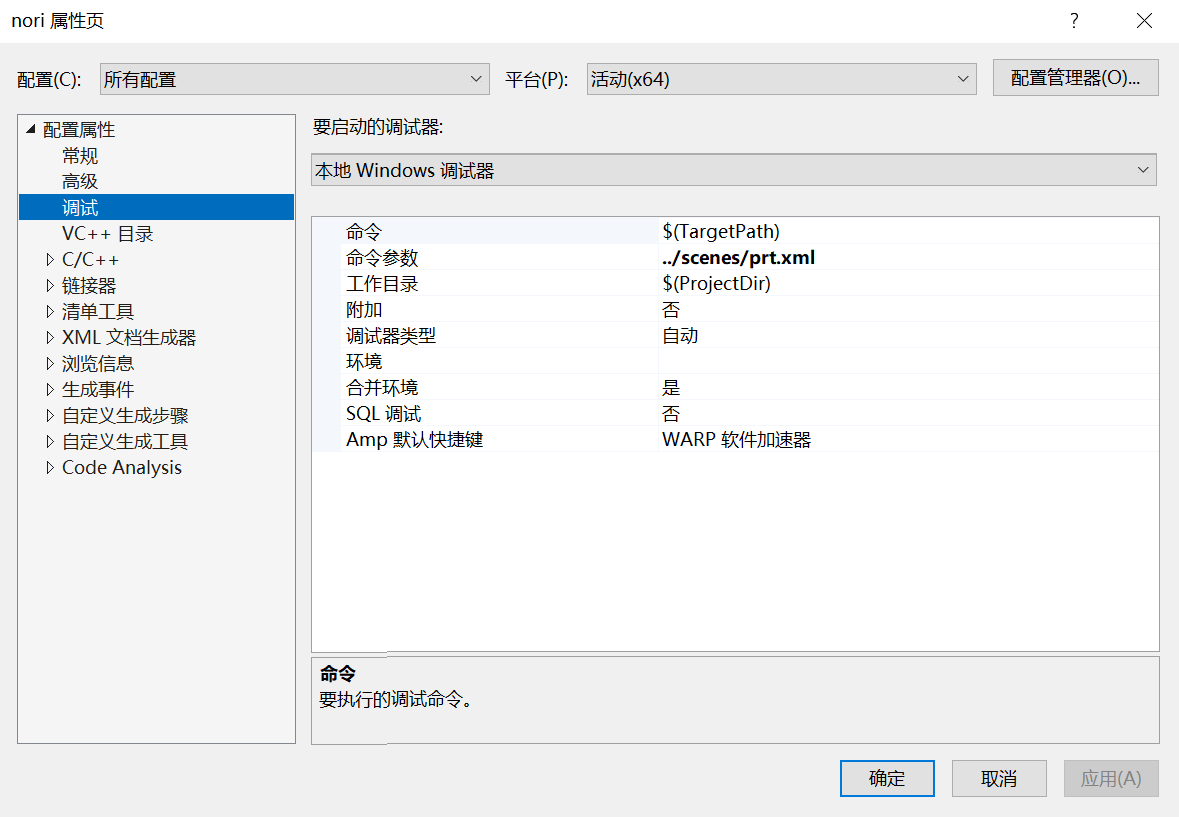 nori 属性页
?
配置(C): 所有配置 平台(P): 活动(x64) 配置管理器(O)...
配置属性
常规
高级
调试
VC++ 目录
C/C++
链接器
清单工具
XML 文档生成器
浏览信息
生成事件
自定义生成步骤
自定义生成工具
Code Analysis
要启动的调试器:
本地 Windows 调试器
命令 $(TargetPath)
命令参数 ../scenes/prt.xml
工作目录 $(ProjectDir)
附加 否
调试器类型 自动
环境
合并环境 是
SQL 调试 否
Amp 默认快捷键 WARP 软件加速器
命令
要执行的调试命令。
确定 取消 应用(A)